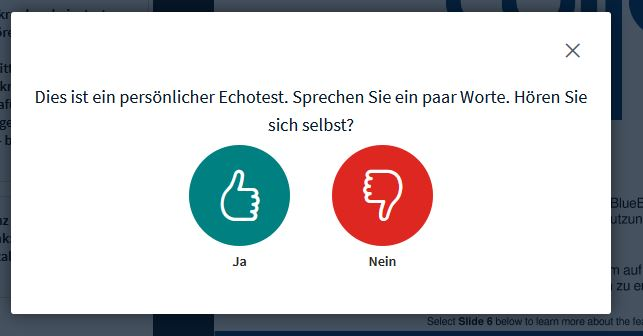 Dies ist ein persönlicher Echotest. Sprechen Sie ein paar Worte. Hören Sie
sich selbst?
Ja
Nein
Select Slide 6 below to learn more about the